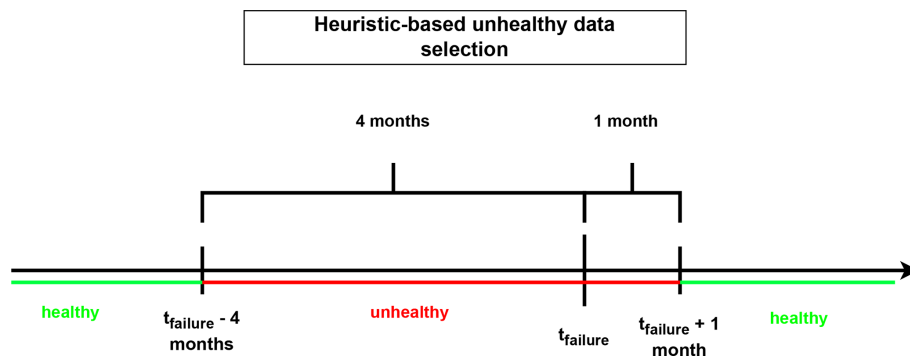 Heuristic-based unhealthy data
selection
4 months
1 month
healthy
t_failure - 4
months
unhealthy
t_failure
t_failure + 1
month
healthy